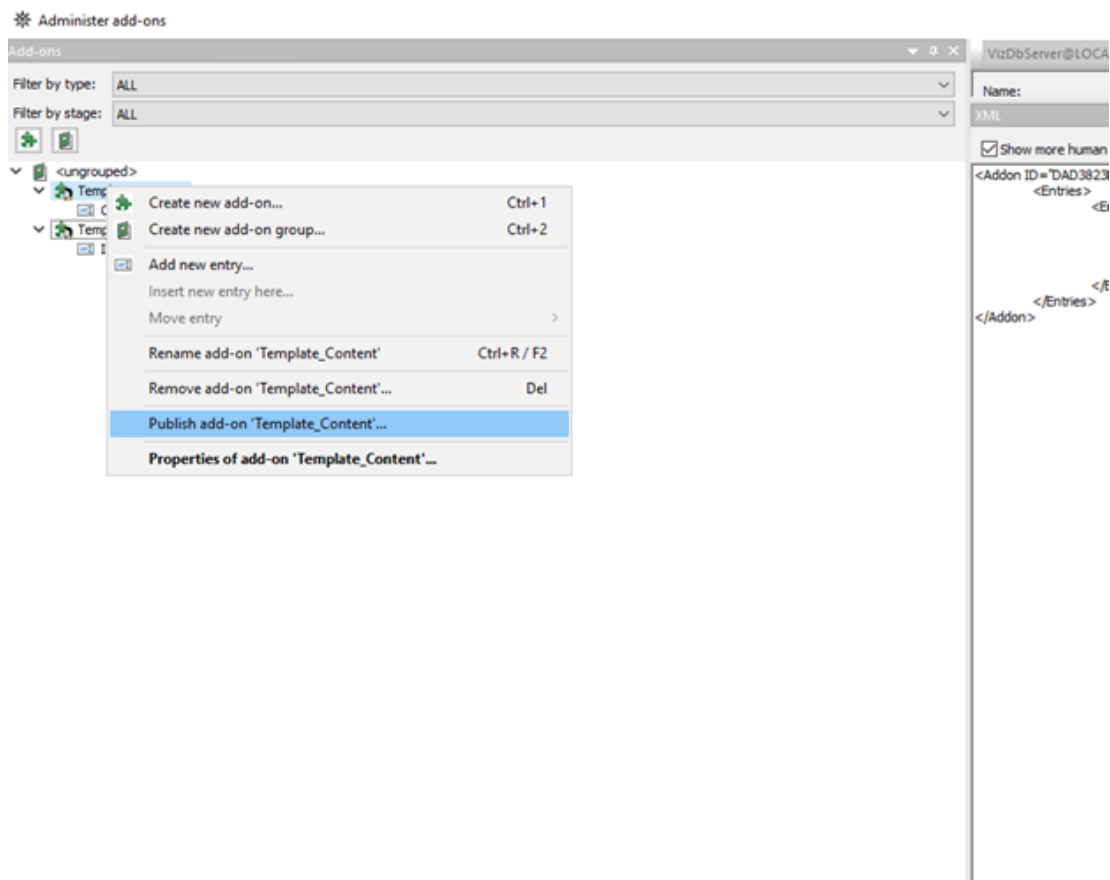 Administer add-ons
Add-ons
VizDbServer@LOCA
Filter by type: ALL
Name:
Filter by stage: ALL
XML
Show more human
<ungrouped>
<Addon ID="DAD3823
<Entries>
Create new add-on... Ctrl+1
Create new add-on group... Ctrl+2
Add new entry...
Insert new entry here...
</Entries>
Move entry
</Addon>
Rename add-on 'Template_Content' Ctrl+R / F2
Remove add-on 'Template_Content'... Del
Publish add-on 'Template_Content'...
Properties of add-on 'Template_Content'...